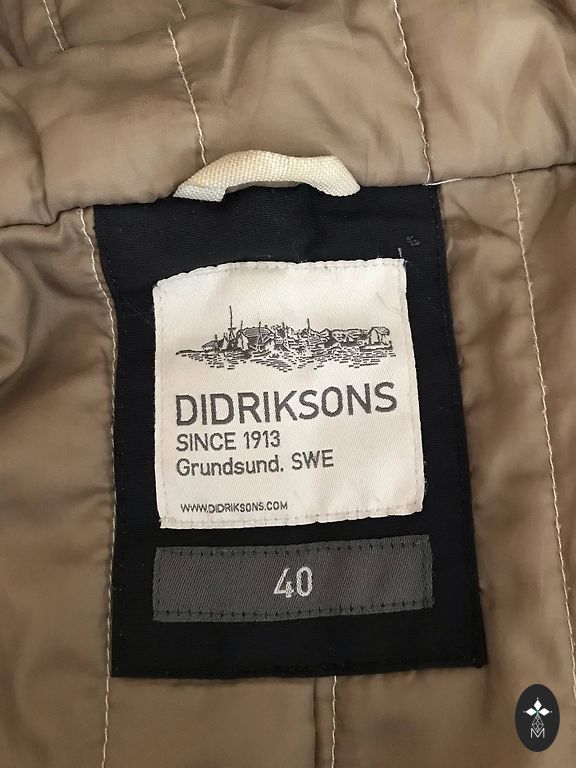 DIDRIKSONS
SINCE 1913
Grundsund. SWE
WWW.DIDRIKSONS.COM
40